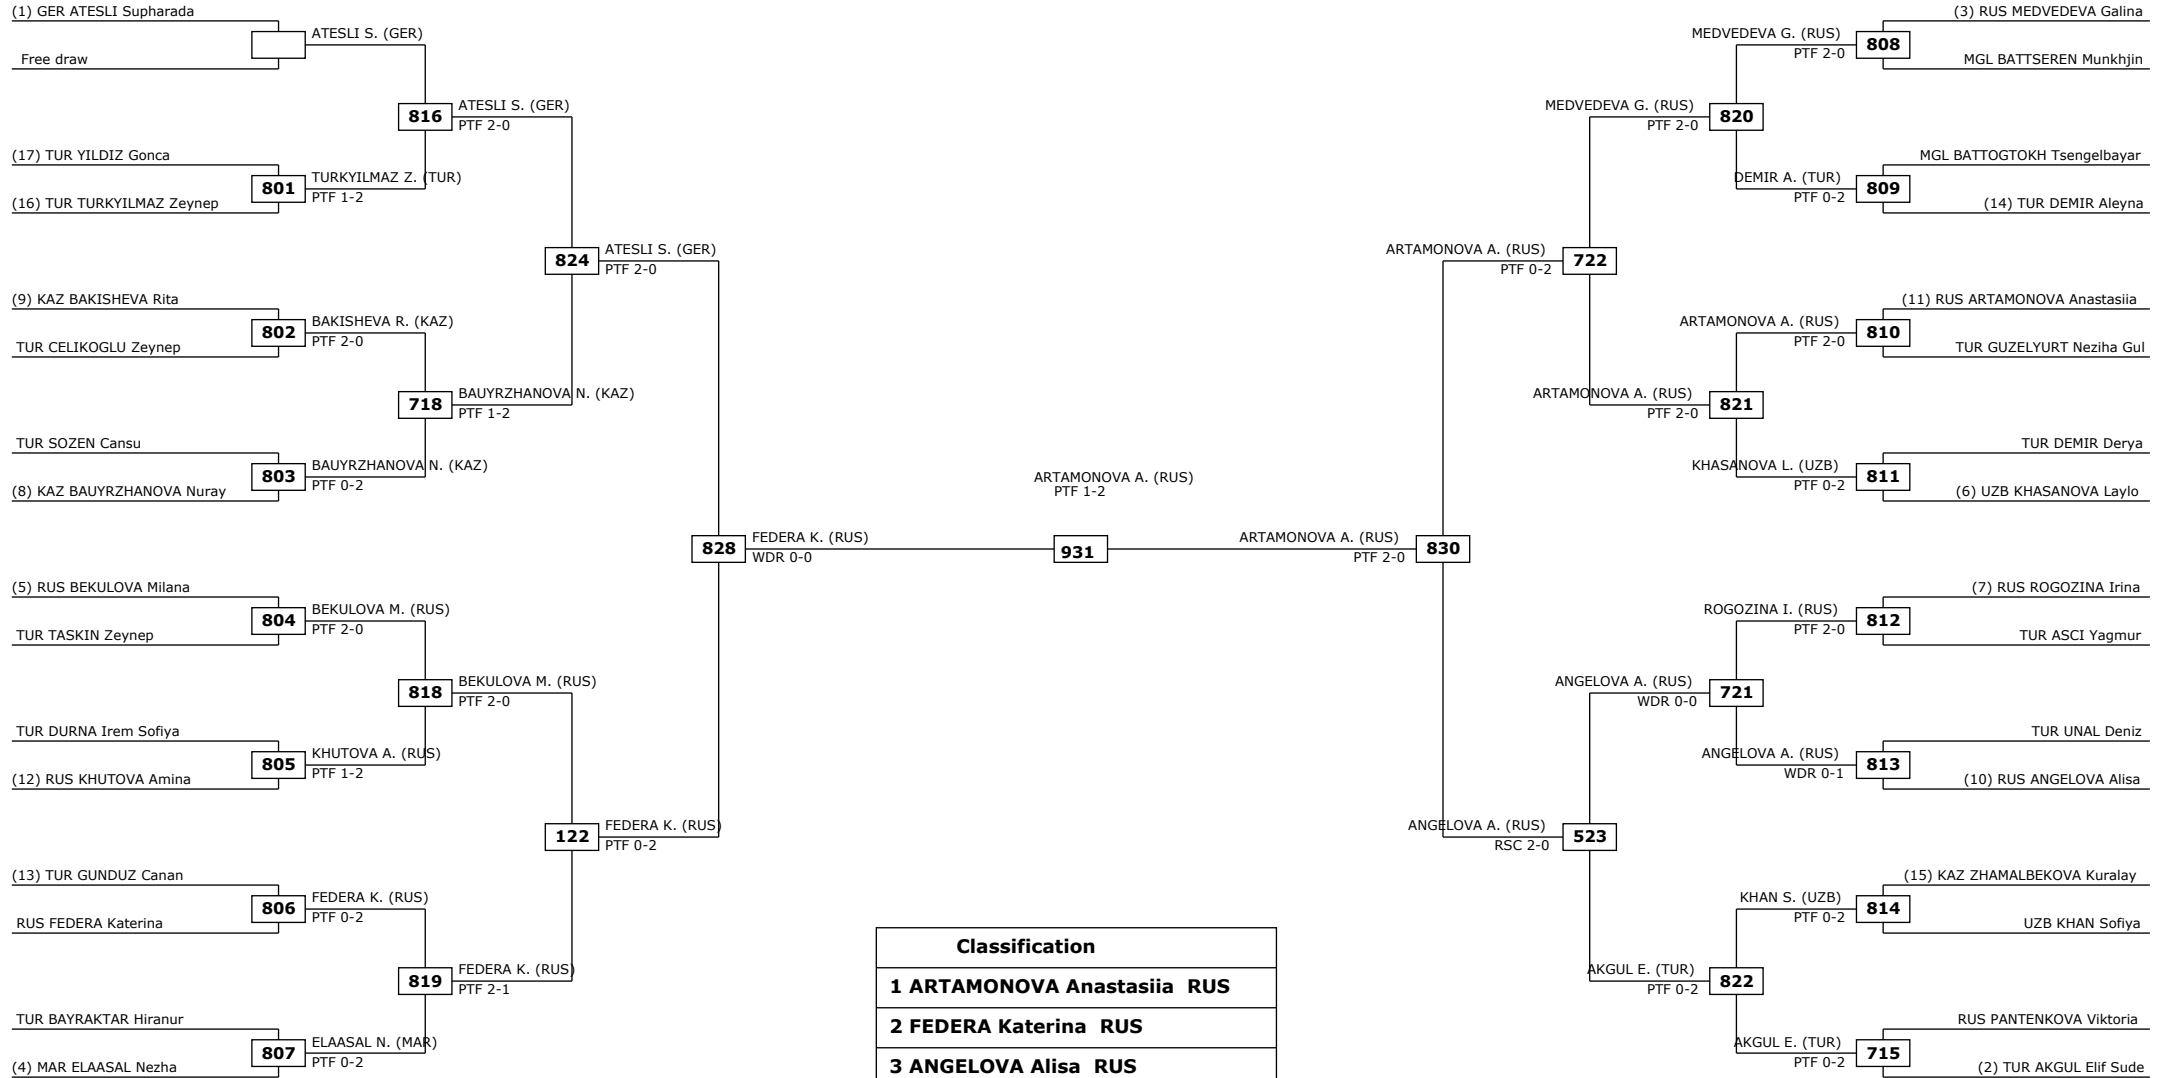 (1) GER ATESLI Supharada
Free draw
ATESLI S. (GER)
816
ATESLI S. (GER)
PTF 2-0
(17) TUR YILDIZ Gonca
801
TURKYILMAZ Z. (TUR)
PTF 1-2
(16) TUR TURKYILMAZ Zeynep
824
ATESLI S. (GER)
PTF 2-0
(9) KAZ BAKISHEVA Rita
802
BAKISHEVA R. (KAZ)
PTF 2-0
TUR CELIKOGLU Zeynep
718
BAUYRZHANOVA N. (KAZ)
PTF 1-2
TUR SOZEN Cansu
803
BAUYRZHANOVA N. (KAZ)
PTF 0-2
(8) KAZ BAUYRZHANOVA Nuray
828
FEDERA K. (RUS)
WDR 0-0
(5) RUS BEKULOVA Milana
804
BEKULOVA M. (RUS)
PTF 2-0
TUR TASKIN Zeynep
818
BEKULOVA M. (RUS)
PTF 2-0
TUR DURNA Irem Sofiya
805
KHUTOVA A. (RUS)
PTF 1-2
(12) RUS KHUTOVA Amina
122
FEDERA K. (RUS)
PTF 0-2
(13) TUR GUNDUZ Canan
806
FEDERA K. (RUS)
PTF 0-2
RUS FEDERA Katerina
819
FEDERA K. (RUS)
PTF 2-1
TUR BAYRAKTAR Hiranur
807
ELAASAL N. (MAR)
PTF 0-2
(4) MAR ELAASAL Nezha
ARTAMONOVA A. (RUS)
PTF 1-2
931
ARTAMONOVA A. (RUS)
PTF 2-0
830
(3) RUS MEDVEDEVA Galina
MEDVEDEVA G. (RUS)
PTF 2-0
808
MGL BATTSEREN Munkhjin
MEDVEDEVA G. (RUS)
PTF 2-0
820
MGL BATTOGTOKH Tsengelbayar
DEMIR A. (TUR)
PTF 0-2
809
(14) TUR DEMIR Aleyna
ARTAMONOVA A. (RUS)
PTF 0-2
722
(11) RUS ARTAMONOVA Anastasiia
ARTAMONOVA A. (RUS)
PTF 2-0
810
TUR GUZELYURT Neziha Gul
ARTAMONOVA A. (RUS)
PTF 2-0
821
TUR DEMIR Derya
KHASANOVA L. (UZB)
PTF 0-2
811
(6) UZB KHASANOVA Laylo
(7) RUS ROGOZINA Irina
ROGOZINA I. (RUS)
PTF 2-0
812
TUR ASCI Yagmur
ANGELOVA A. (RUS)
WDR 0-0
721
TUR UNAL Deniz
ANGELOVA A. (RUS)
WDR 0-1
813
(10) RUS ANGELOVA Alisa
ANGELOVA A. (RUS)
RSC 2-0
523
(15) KAZ ZHAMALBEKOVA Kuralay
KHAN S. (UZB)
PTF 0-2
814
UZB KHAN Sofiya
AKGUL E. (TUR)
PTF 0-2
822
RUS PANTENKOVA Viktoria
AKGUL E. (TUR)
PTF 0-2
715
(2) TUR AKGUL Elif Sude
Classification
1 ARTAMONOVA Anastasiia RUS
2 FEDERA Katerina RUS
3 ANGELOVA Alisa RUS